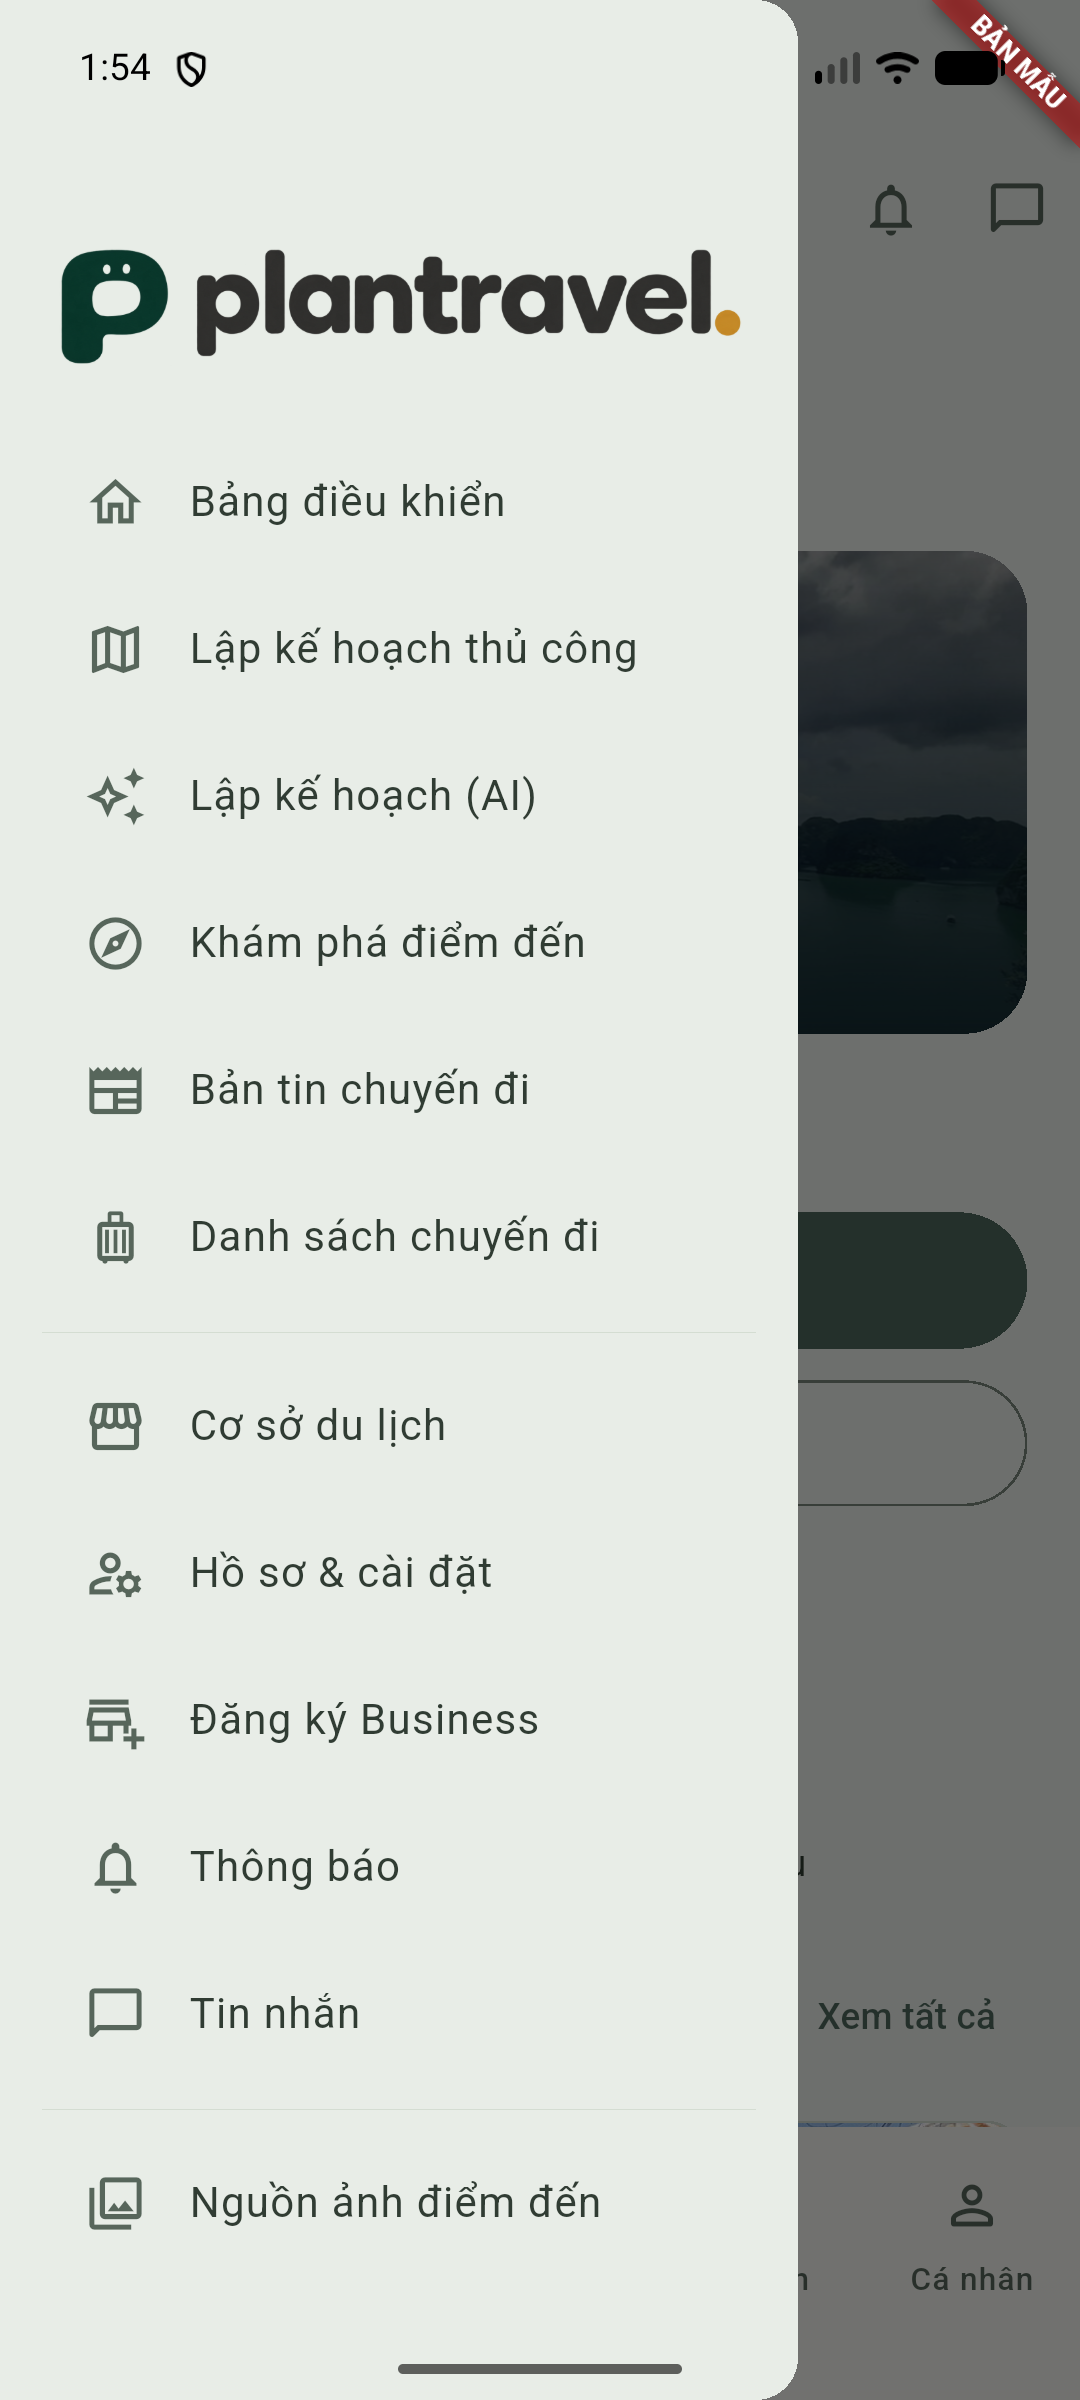 1:54
BẢN MẪU
plantravel.
Bảng điều khiển
Lập kế hoạch thủ công
Lập kế hoạch (AI)
Khám phá điểm đến
Bản tin chuyến đi
Danh sách chuyến đi
Cơ sở du lịch
Hồ sơ & cài đặt
Đăng ký Business
Thông báo
Tin nhắn
Xem tất cả
Nguồn ảnh điểm đến
Cá nhân